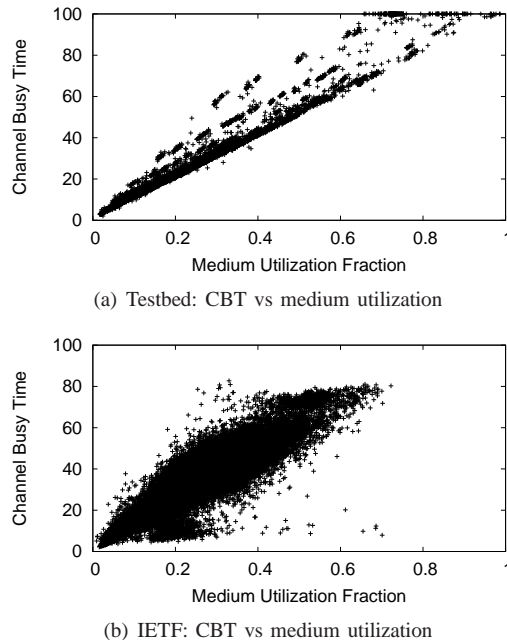 100
80
60
40
20
0
Channel Busy Time
0 0.2 0.4 0.6 0.8 1
Medium Utilization Fraction
(a) Testbed: CBT vs medium utilization
100
80
60
40
20
0
Channel Busy Time
0 0.2 0.4 0.6 0.8 1
Medium Utilization Fraction
(b) IETF: CBT vs medium utilization